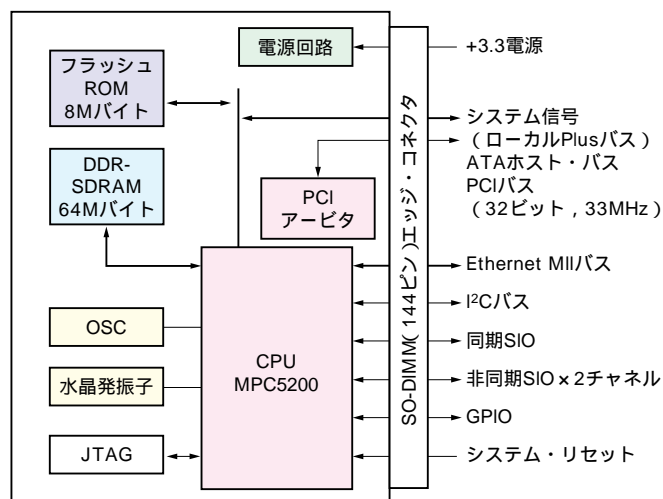 電源回路
+3.3電源
フラッシュ
ROM
8Mバイト
システム信号
(ローカルPlusバス)
ATAホスト・バス
PCIバス
(32ビット,33MHz)
DDR-
SDRAM
64Mバイト
PCI
アービタ
SO-DIMM(144ピン)エッジ・コネクタ
Ethernet MIIバス
I²Cバス
OSC
同期SIO
CPU
MPC5200
水晶発振子
非同期SIO×2チャネル
GPIO
JTAG
システム・リセット